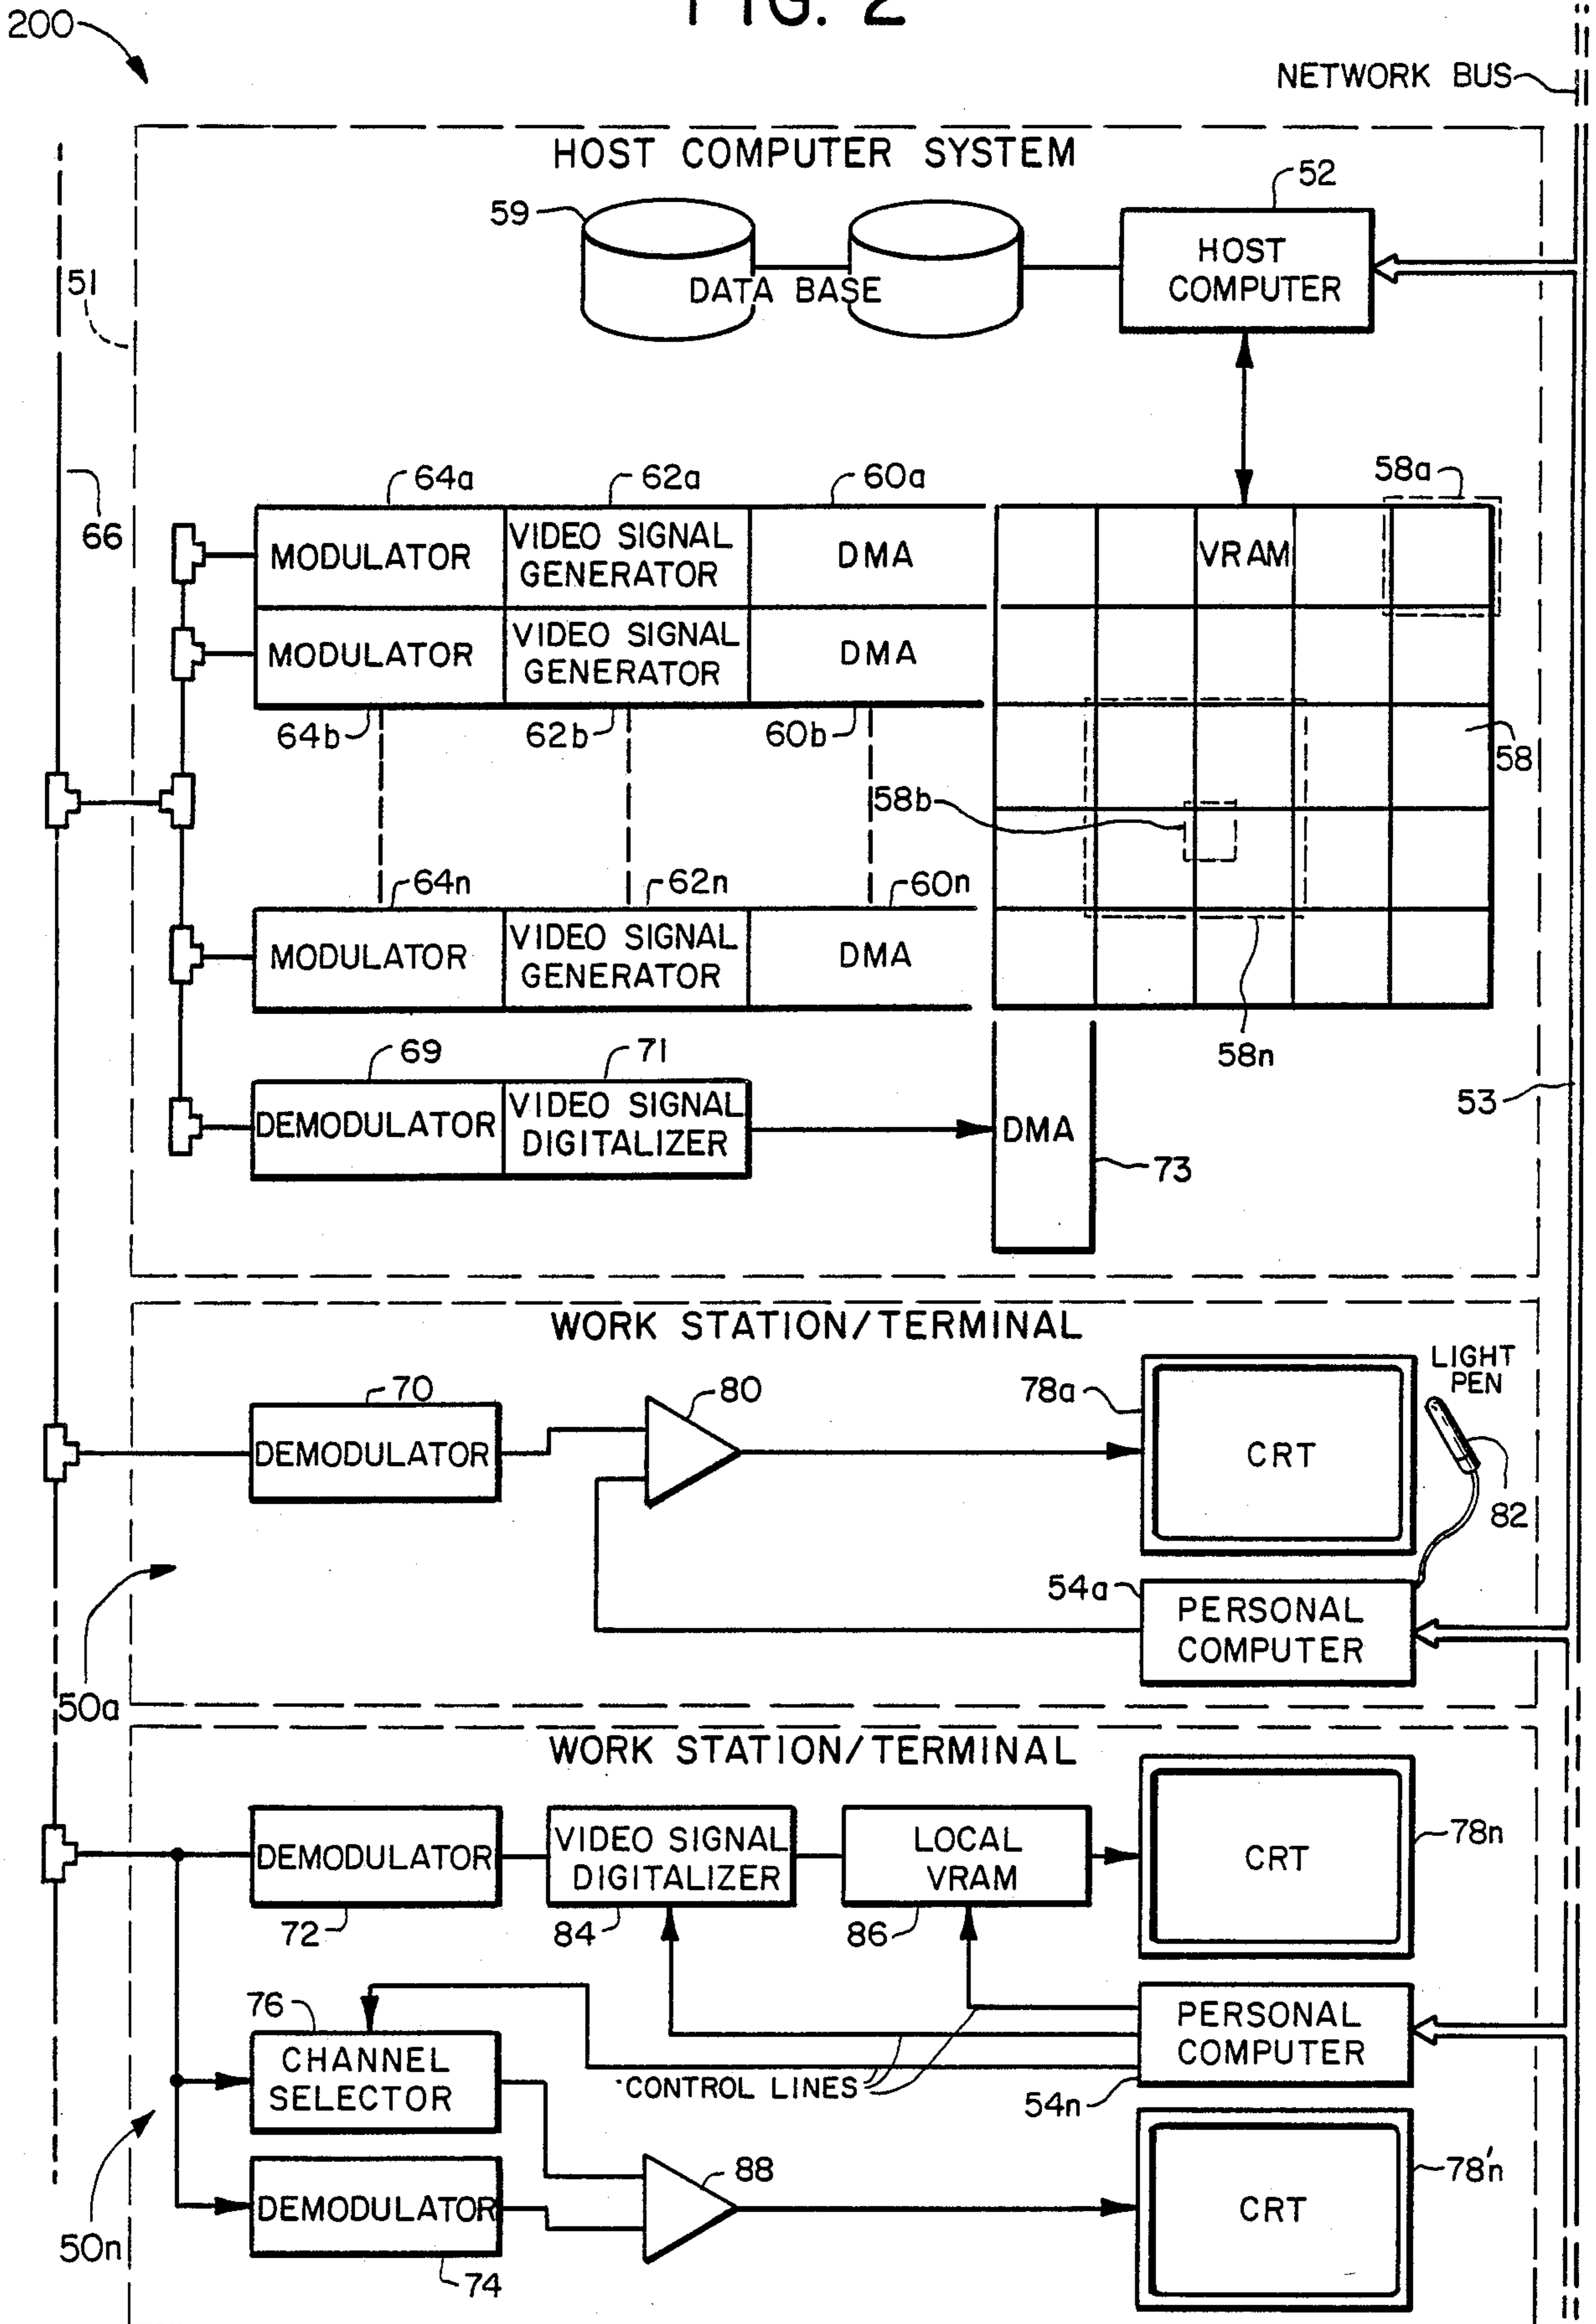 FIG. 2
200
NETWORK BUS
HOST COMPUTER SYSTEM
52
59
HOST
COMPUTER
DATA BASE
51
64a
62a
60a
58a
66
MODULATOR
VIDEO SIGNAL
GENERATOR
DMA
VRAM
MODULATOR
VIDEO SIGNAL
GENERATOR
DMA
64b
62b
60b
58
58b
64n
62n
60n
MODULATOR
VIDEO SIGNAL
GENERATOR
DMA
58n
69
71
53
DEMODULATOR
VIDEO SIGNAL
DIGITALIZER
DMA
73
WORK STATION/TERMINAL
LIGHT
PEN
70
80
78a
DEMODULATOR
CRT
82
54a
PERSONAL
COMPUTER
50a
WORK STATION/TERMINAL
DEMODULATOR
VIDEO SIGNAL
DIGITALIZER
LOCAL
VRAM
CRT
78n
72
84
86
76
CHANNEL
SELECTOR
PERSONAL
COMPUTER
CONTROL LINES
54n
88
78'n
DEMODULATOR
CRT
50n
74